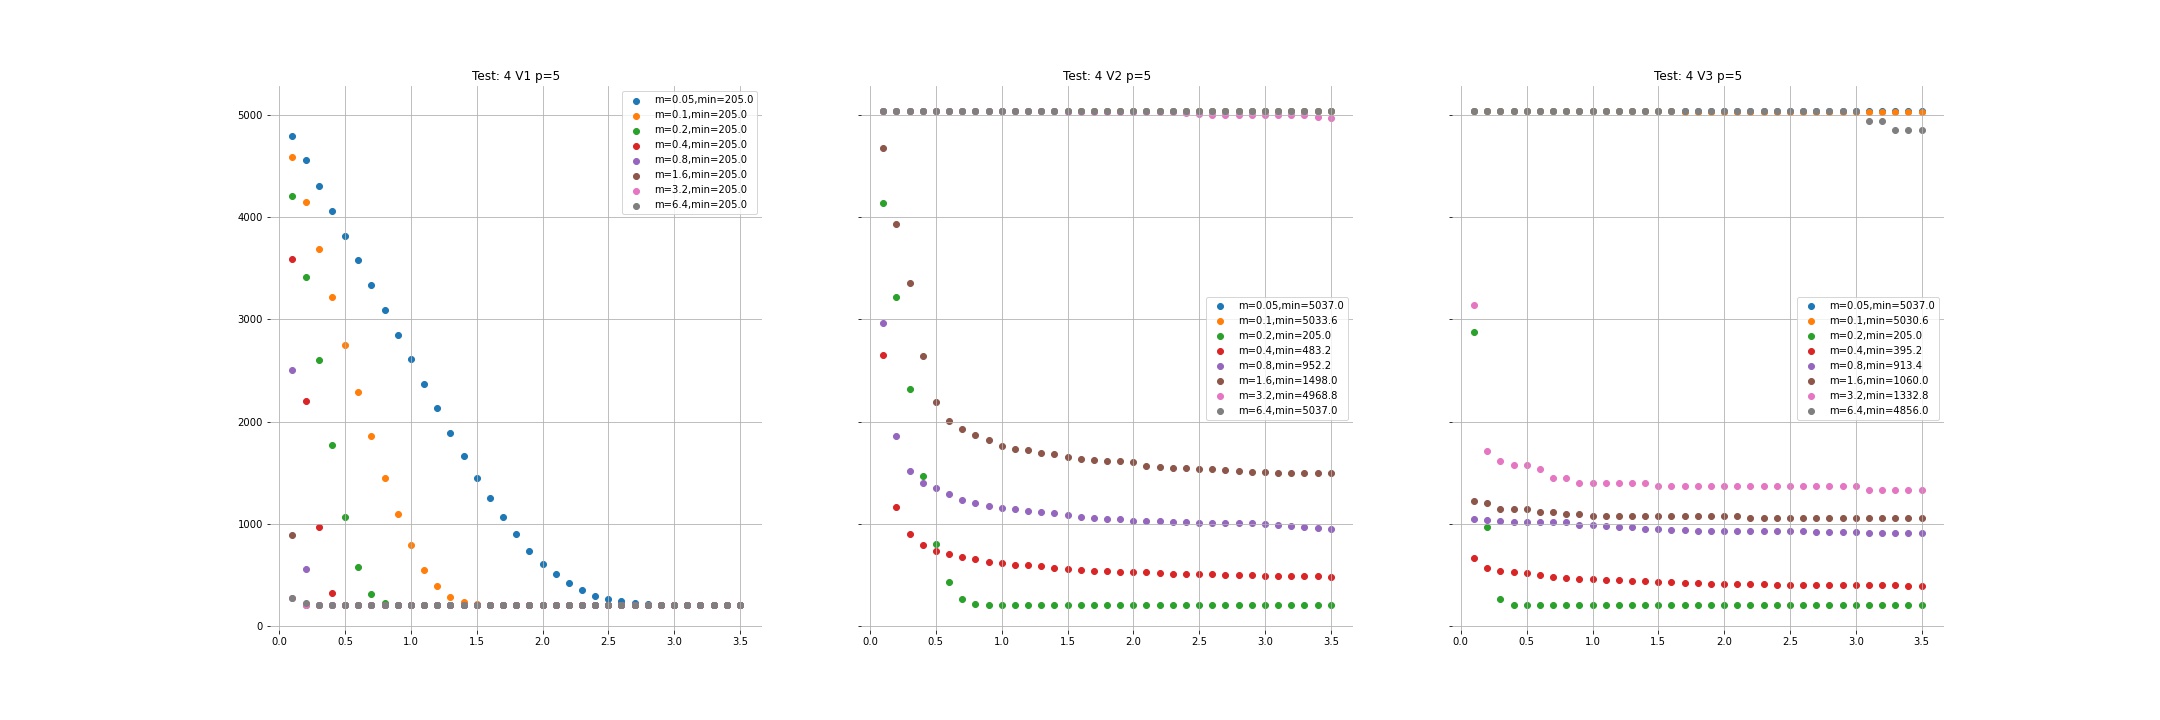 Test: 4 V1 p=5
5000
4000
3000
2000
1000
0
0.0 0.5 1.0 1.5 2.0 2.5 3.0 3.5
m=0.05,min=205.0
m=0.1,min=205.0
m=0.2,min=205.0
m=0.4,min=205.0
m=0.8,min=205.0
m=1.6,min=205.0
m=3.2,min=205.0
m=6.4,min=205.0
Test: 4 V2 p=5
0.0 0.5 1.0 1.5 2.0 2.5 3.0 3.5
m=0.05,min=5037.0
m=0.1,min=5033.6
m=0.2,min=205.0
m=0.4,min=483.2
m=0.8,min=952.2
m=1.6,min=1498.0
m=3.2,min=4968.8
m=6.4,min=5037.0
Test: 4 V3 p=5
0.0 0.5 1.0 1.5 2.0 2.5 3.0 3.5
m=0.05,min=5037.0
m=0.1,min=5030.6
m=0.2,min=205.0
m=0.4,min=395.2
m=0.8,min=913.4
m=1.6,min=1060.0
m=3.2,min=1332.8
m=6.4,min=4856.0